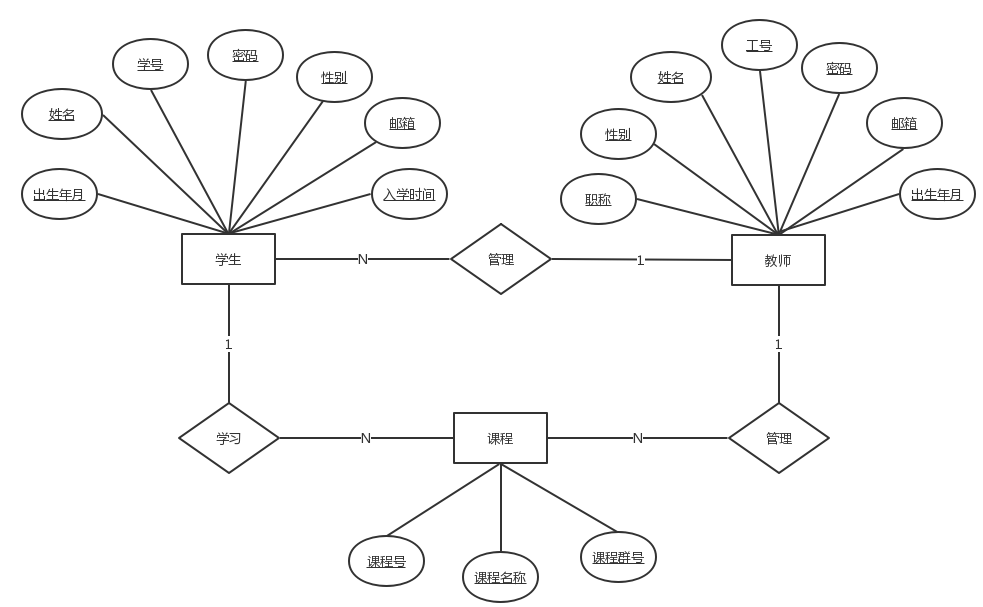 学号
密码
性别
姓名
邮箱
出生年月
入学时间
工号
密码
姓名
邮箱
性别
职称
出生年月
学生
N
管理
1
教师
1
1
学习
N
课程
N
管理
课程号
课程名称
课程群号